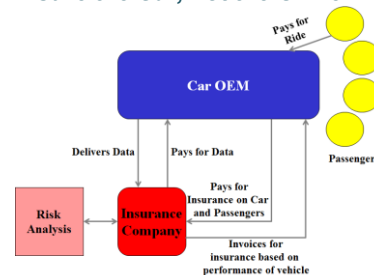 Pays for
Ride
Car OEM
Passenger
Delivers Data
Pays for Data
Pays for
Insurance on Car
and Passengers
Risk
Analysis
Insurance
Company
Invoices for
insurance based on
performance of vehicle